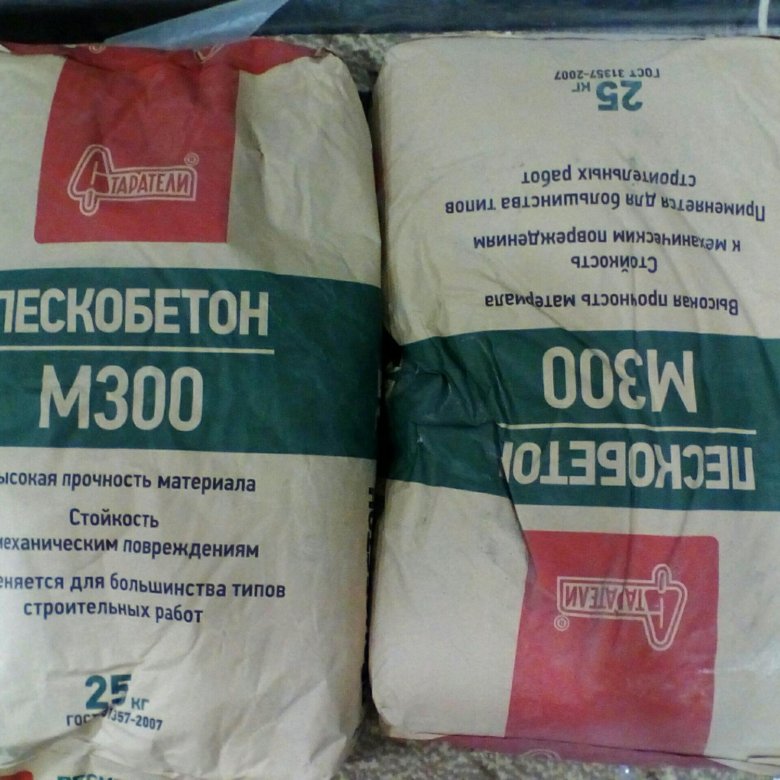 СТАРАТЕЛИ ®
ПЕСКОБЕТОН
М300
Высокая прочность материала
Стойкость
механическим повреждениям
еняется для большинства типов
строительных работ
25 кг
ГОСТ 31357-2007
СТАРАТЕЛИ ®
ПЕСКОБЕТОН
М300
Высокая прочность материала
Стойкость
к механическим повреждениям
Применяется для большинства типов
строительных работ
25 кг
ГОСТ 31357-2007